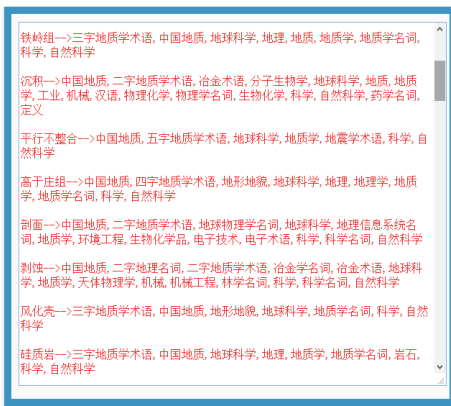 铁岭组-->三字地质学术语, 中国地质, 地球科学, 地理, 地质, 地质学, 地质学名词,
科学, 自然科学
沉积-->中国地质, 二字地质学术语, 冶金术语, 分子生物学, 地球科学, 地质, 地质
学, 工业, 机械, 汉语, 物理化学, 物理学名词, 生物化学, 科学, 自然科学, 药学名词,
定义
平行不整合-->中国地质, 五字地质学术语, 地球科学, 地质学, 地震学术语, 科学, 自
然科学
高于庄组-->中国地质, 四字地质学术语, 地形地貌, 地球科学, 地理, 地理学, 地质
学, 地质学名词, 科学, 自然科学
剖面-->中国地质, 二字地质学术语, 地球物理学名词, 地球科学, 地理信息系统名
词, 地质学, 环境工程, 生物化学品, 电子技术, 电子术语, 科学, 科学名词, 自然科学
剥蚀-->中国地质, 二字地理名词, 二字地质学术语, 冶金学名词, 冶金术语, 地球科
学, 地质学, 天体物理学, 机械, 机械工程, 林学名词, 科学, 科学名词, 自然科学
风化壳-->三字地质学术语, 中国地质, 地形地貌, 地球科学, 地质学名词, 科学, 自然
科学
硅质岩-->三字地质学术语, 中国地质, 地球科学, 地理, 地质学, 地质学名词, 岩石,
科学, 自然科学